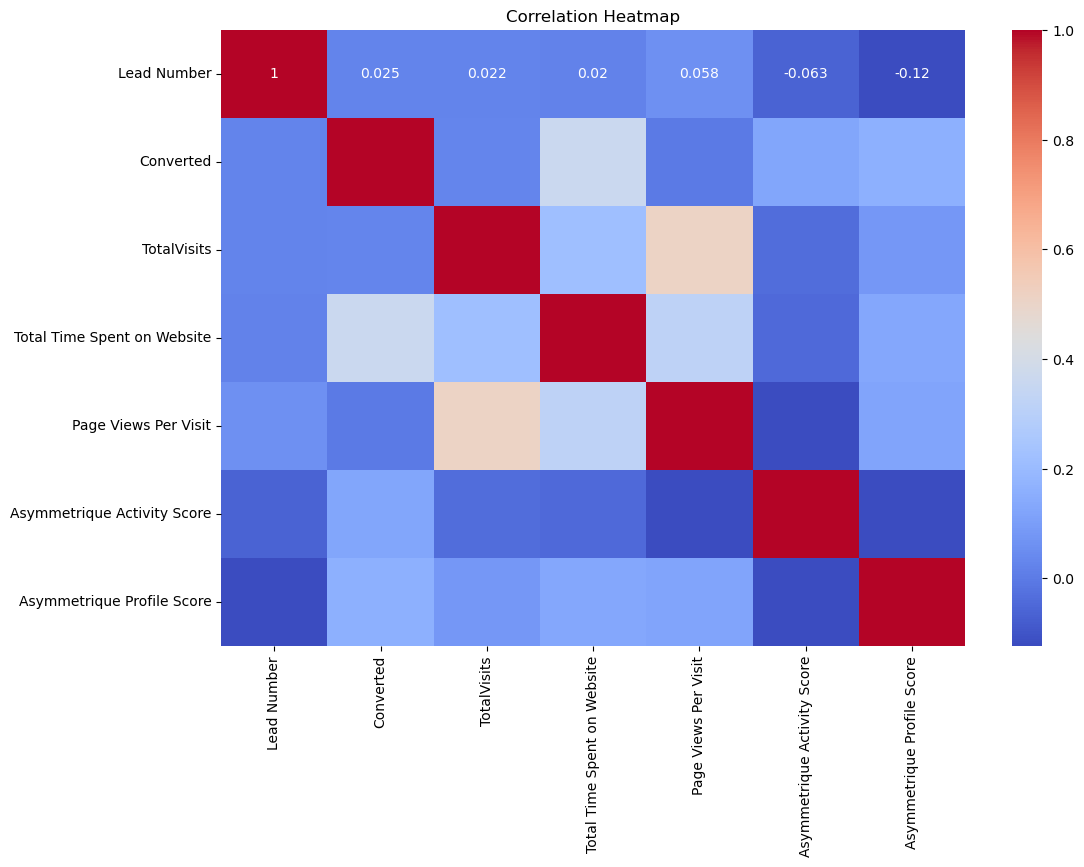 Correlation Heatmap
Lead Number
1 0.025 0.022 0.02 0.058 -0.063 -0.12
Converted
TotalVisits
Total Time Spent on Website
Page Views Per Visit
Asymmetrique Activity Score
Asymmetrique Profile Score
Lead Number
Converted
TotalVisits
Total Time Spent on Website
Page Views Per Visit
Asymmetrique Activity Score
Asymmetrique Profile Score
1.0
0.8
0.6
0.4
0.2
0.0